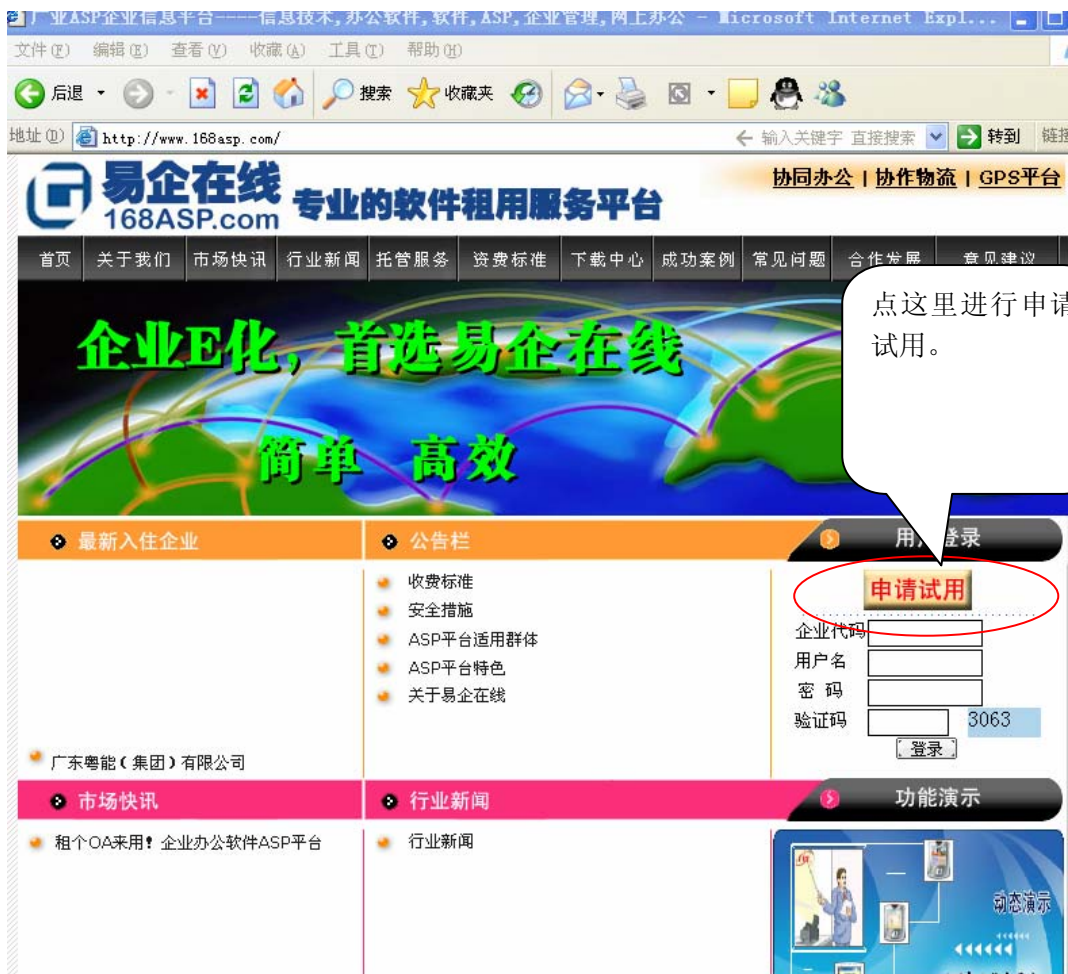 广业ASP企业信息平台----信息技术,办公软件,软件,ASP,企业管理,网上办公 - Microsoft Internet Expl...
文件(F) 编辑(E) 查看(V) 收藏(A) 工具(T) 帮助(H)
后退 搜索 收藏夹
地址(D) http://www.168asp.com/ 输入关键字 直接搜索 转到 链接
易企在线
168ASP.com
专业的软件租用服务平台
协同办公 | 协作物流 | GPS平台
首页 关于我们 市场快讯 行业新闻 托管服务 资费标准 下载中心 成功案例 常见问题 合作发展 意见建议
点这里进行申请
试用。
企业E化，首选易企在线
简单 高效
最新入住企业
广东粤能(集团)有限公司
公告栏
收费标准
安全措施
ASP平台适用群体
ASP平台特色
关于易企在线
用户登录
申请试用
企业代码
用户名
密 码
验证码 3063
登录
市场快讯
租个OA来用! 企业办公软件ASP平台
行业新闻
行业新闻
功能演示
动态演示